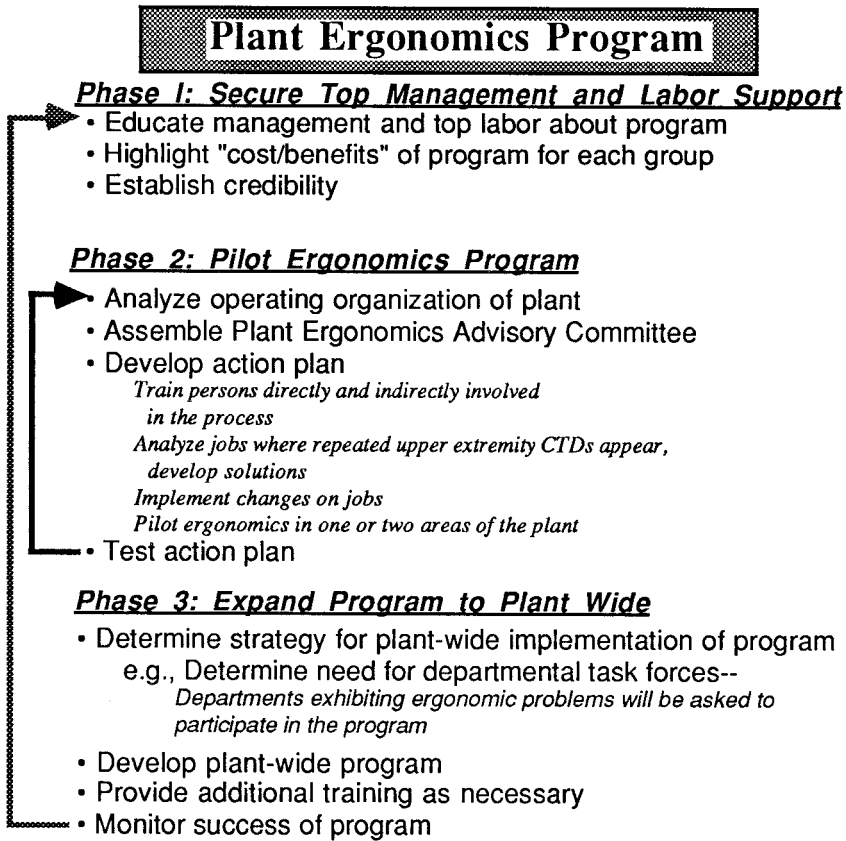 Plant Ergonomics Program
Phase I: Secure Top Management and Labor Support
• Educate management and top labor about program
• Highlight "cost/benefits" of program for each group
• Establish credibility
Phase 2: Pilot Ergonomics Program
• Analyze operating organization of plant
• Assemble Plant Ergonomics Advisory Committee
• Develop action plan
Train persons directly and indirectly involved
in the process
Analyze jobs where repeated upper extremity CTDs appear,
develop solutions
Implement changes on jobs
Pilot ergonomics in one or two areas of the plant
• Test action plan
Phase 3: Expand Program to Plant Wide
• Determine strategy for plant-wide implementation of program
e.g., Determine need for departmental task forces--
Departments exhibiting ergonomic problems will be asked to
participate in the program
• Develop plant-wide program
• Provide additional training as necessary
• Monitor success of program